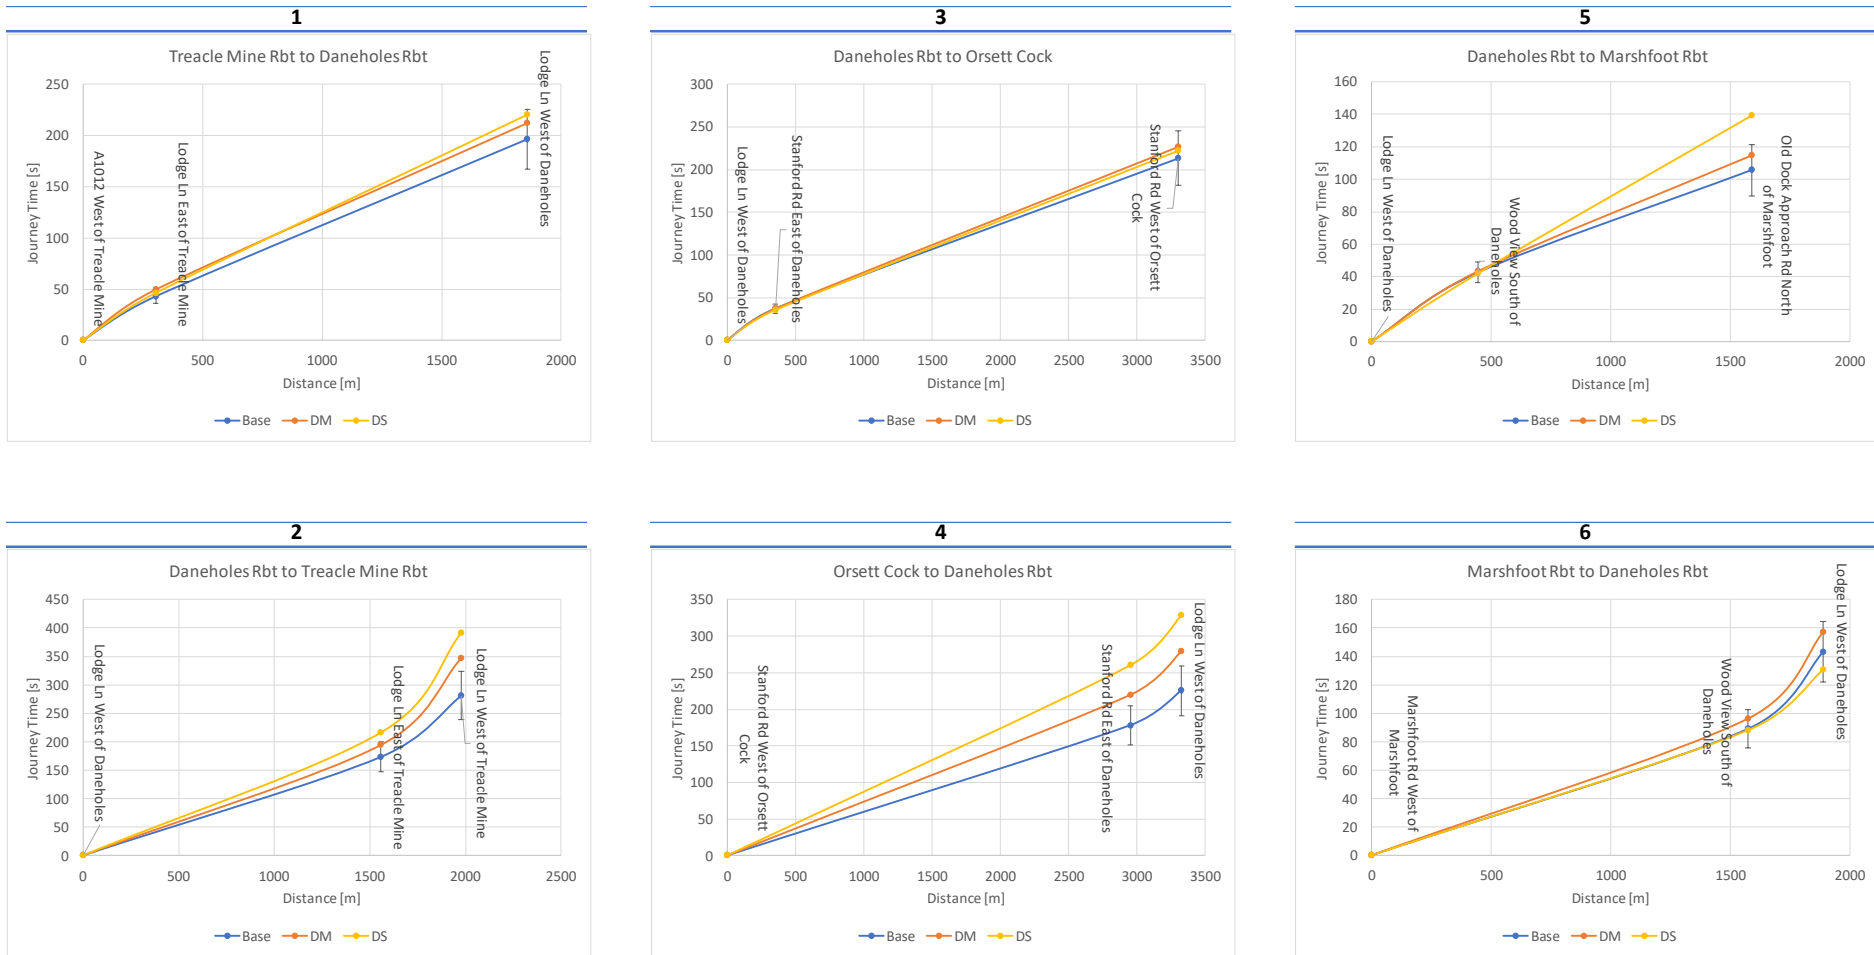 1
Treacle Mine Rbt to Daneholes Rbt
Journey Time [s]
250
200
150
100
50
0
A1012 West of Treacle Mine
Lodge Ln East of Treacle Mine
Lodge Ln West of Daneholes
0 500 1000 1500 2000
Distance [m]
Base DM DS
3
Daneholes Rbt to Orsett Cock
Journey Time [s]
300
250
200
150
100
50
0
Lodge Ln West of Daneholes
Stanford Rd East of Daneholes
Stanford Rd West of Orsett
Cock
0 500 1000 1500 2000 2500 3000 3500
Distance [m]
Base DM DS
5
Daneholes Rbt to Marshfoot Rbt
Journey Time [s]
160
140
120
100
80
60
40
20
0
Lodge Ln West of Daneholes
Wood View South of
Daneholes
Old Dock Approach Rd North
of Marshfoot
0 500 1000 1500 2000
Distance [m]
Base DM DS
2
Daneholes Rbt to Treacle Mine Rbt
Journey Time [s]
450
400
350
300
250
200
150
100
50
0
Lodge Ln West of Daneholes
Lodge Ln East of Treacle Mine
Lodge Ln West of Treacle Mine
0 500 1000 1500 2000 2500
Distance [m]
Base DM DS
4
Orsett Cock to Daneholes Rbt
Journey Time [s]
350
300
250
200
150
100
50
0
Stanford Rd West of Orsett
Cock
Stanford Rd East of Daneholes
Lodge Ln West of Daneholes
0 500 1000 1500 2000 2500 3000 3500
Distance [m]
Base DM DS
6
Marshfoot Rbt to Daneholes Rbt
Journey Time [s]
180
160
140
120
100
80
60
40
20
0
Marshfoot Rd West of
Marshfoot
Wood View South of
Daneholes
Lodge Ln West of Daneholes
0 500 1000 1500 2000
Distance [m]
Base DM DS